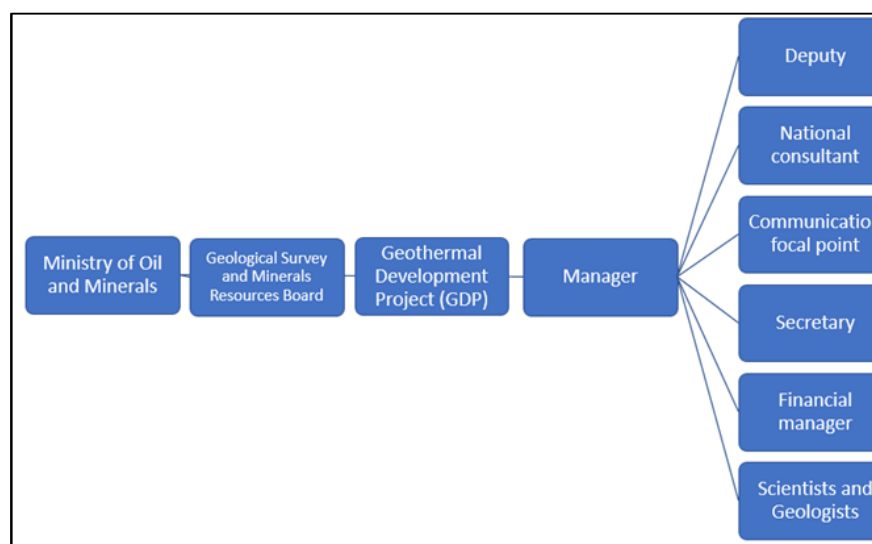 Deputy
National
consultant
Communication
focal point
Ministry of Oil
and Minerals
Geological Survey
and Minerals
Resources Board
Geothermal
Development
Project (GDP)
Manager
Secretary
Financial
manager
Scientists and
Geologists